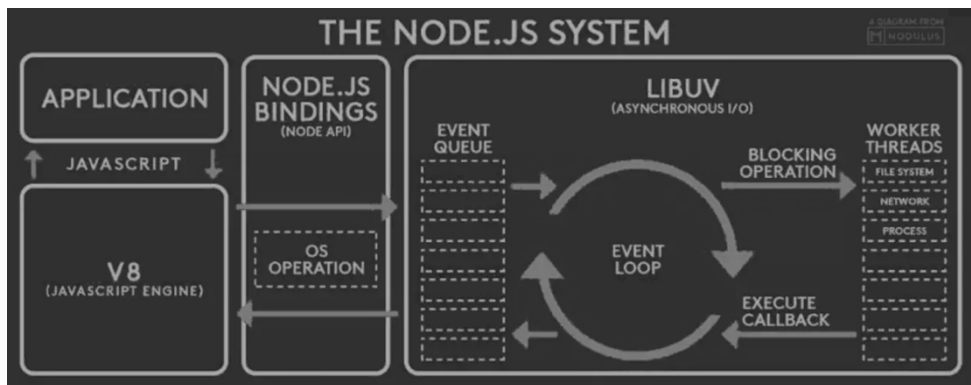 THE NODE.JS SYSTEM
A DIAGRAM FROM
MODULUS
APPLICATION
JAVASCRIPT
V8
(JAVASCRIPT ENGINE)
NODE.JS
BINDINGS
(NODE API)
OS
OPERATION
LIBUV
(ASYNCHRONOUS I/O)
EVENT
QUEUE
EVENT
LOOP
BLOCKING
OPERATION
EXECUTE
CALLBACK
WORKER
THREADS
FILE SYSTEM
NETWORK
PROCESS